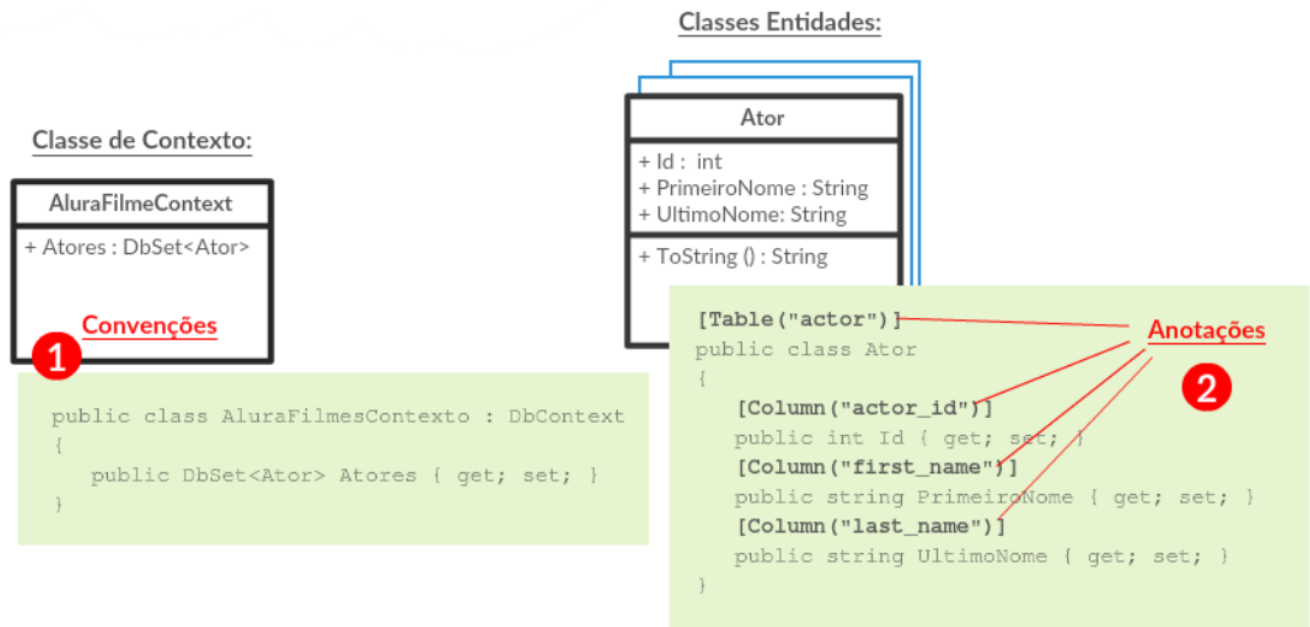 Classes Entidades:
Ator
+ Id : int
+ PrimeiroNome : String
+ UltimoNome: String
+ ToString () : String
Classe de Contexto:
AluraFilmeContext
+ Atores : DbSet<Ator>
Convenções
1
public class AluraFilmesContexto : DbContext
{
public DbSet<Ator> Atores { get; set; }
}
[Table("actor")]
public class Ator
{
[Column("actor_id")]
public int Id { get; set; }
[Column("first_name")]
public string PrimeiroNome { get; set; }
[Column("last_name")]
public string UltimoNome { get; set; }
}
Anotações
2